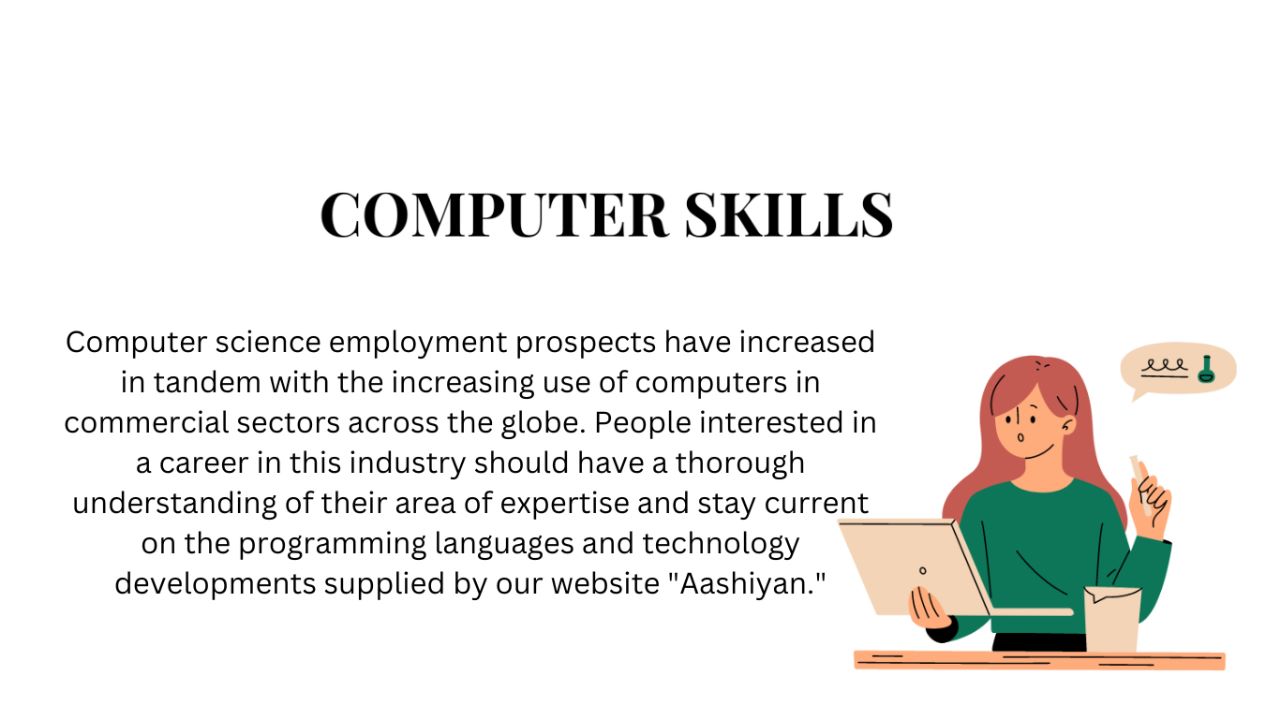 COMPUTER SKILLS
Computer science employment prospects have increased
in tandem with the increasing use of computers in
commercial sectors across the globe. People interested in
a career in this industry should have a thorough
understanding of their area of expertise and stay current
on the programming languages and technology
developments supplied by our website "Aashiyan."